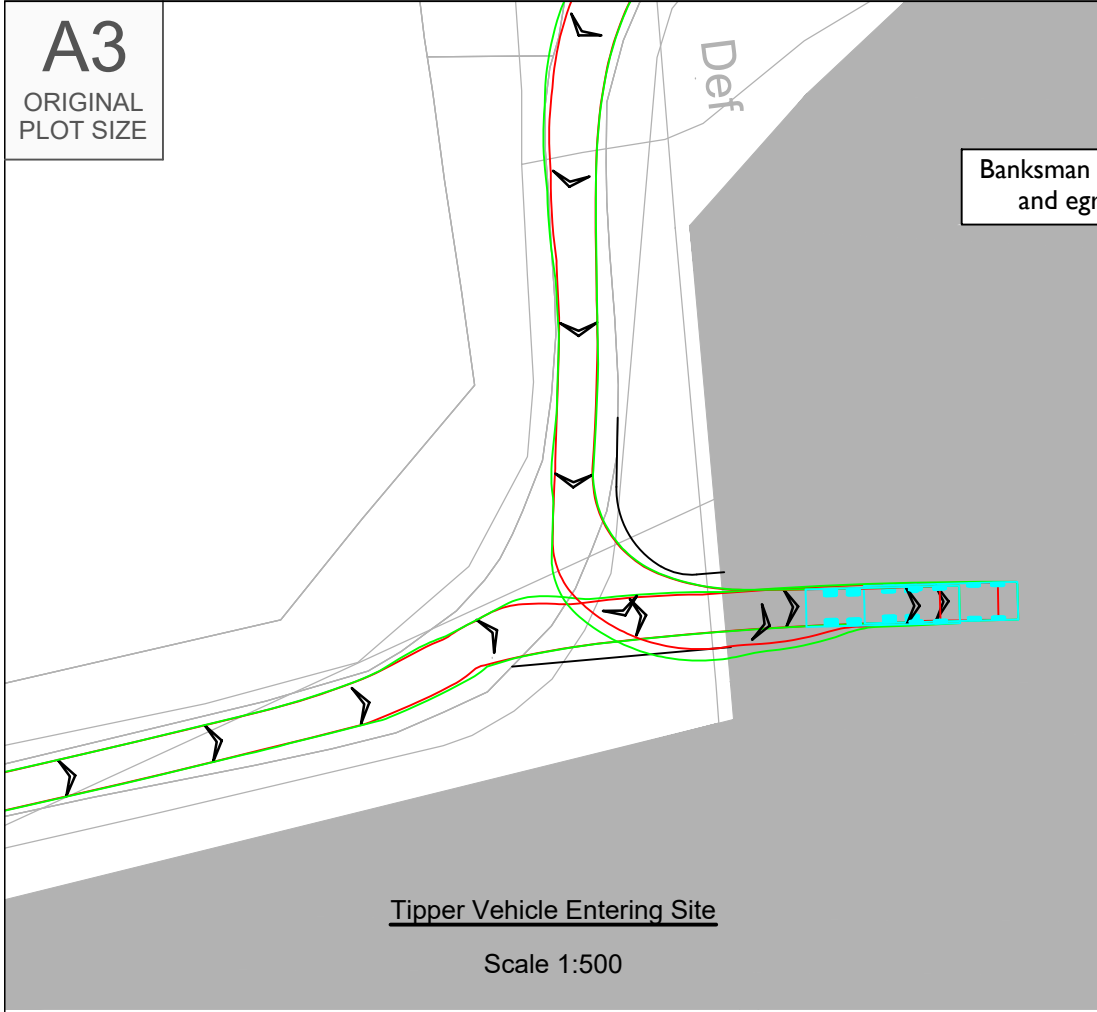 A3
ORIGINAL
PLOT SIZE
Def
Banksman
and egr
Tipper Vehicle Entering Site
Scale 1:500